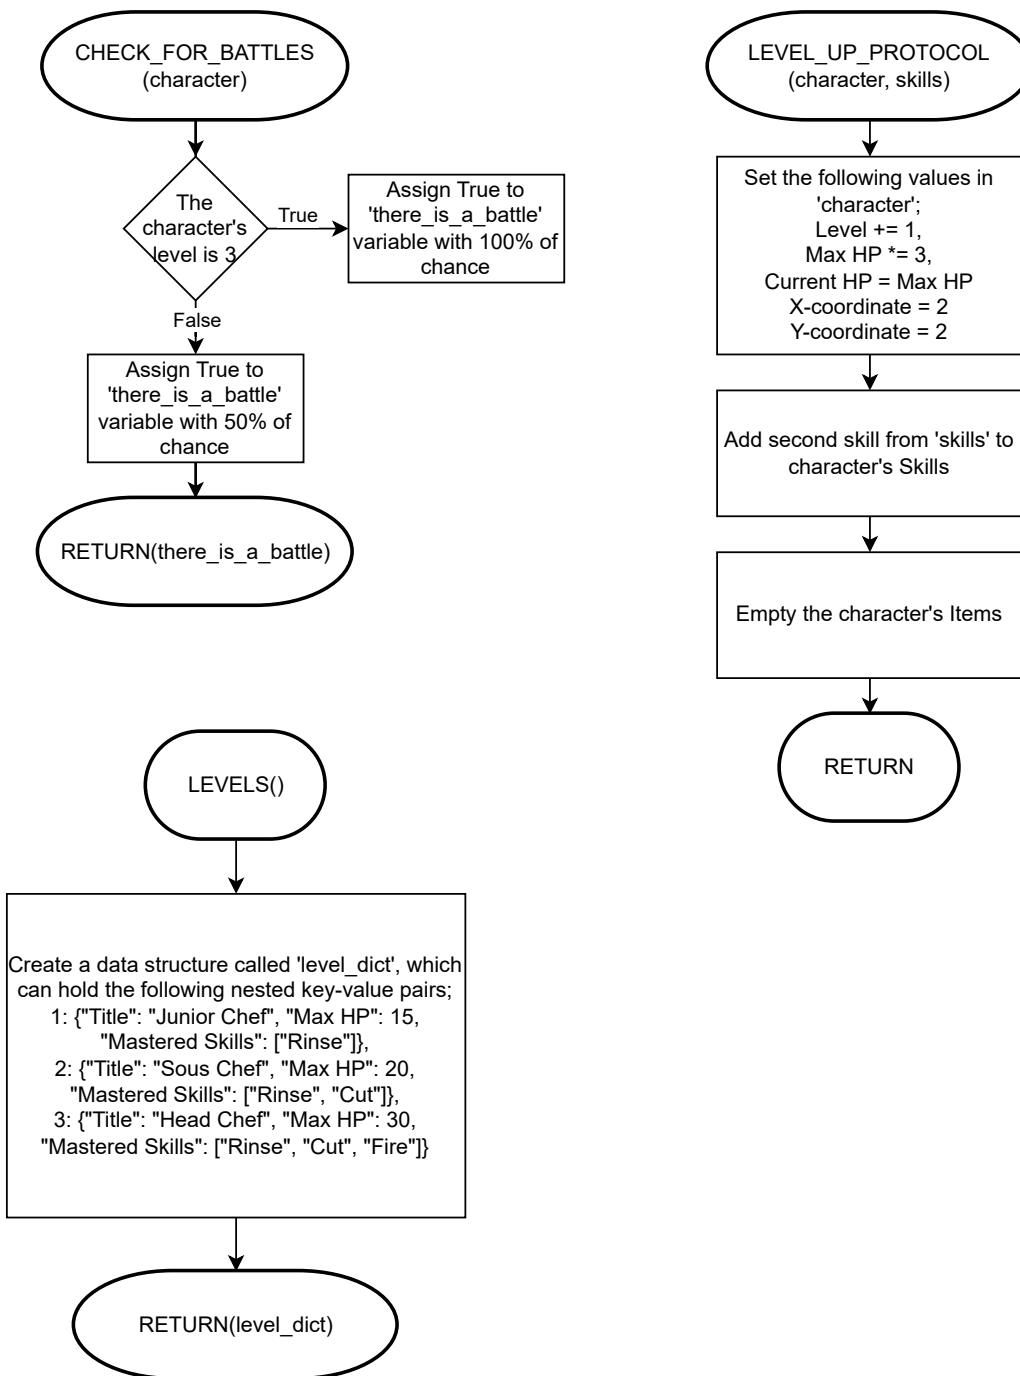 CHECK_FOR_BATTLES
(character)
The
character's
level is 3
True
Assign True to
'there_is_a_battle'
variable with 100% of
chance
False
Assign True to
'there_is_a_battle'
variable with 50% of
chance
RETURN(there_is_a_battle)
LEVEL_UP_PROTOCOL
(character, skills)
Set the following values in
'character';
Level += 1,
Max HP *= 3,
Current HP = Max HP
X-coordinate = 2
Y-coordinate = 2
Add second skill from 'skills' to
character's Skills
Empty the character's Items
RETURN
LEVELS()
Create a data structure called 'level_dict', which
can hold the following nested key-value pairs;
1: {"Title": "Junior Chef", "Max HP": 15,
"Mastered Skills": ["Rinse"]},
2: {"Title": "Sous Chef", "Max HP": 20,
"Mastered Skills": ["Rinse", "Cut"]},
3: {"Title": "Head Chef", "Max HP": 30,
"Mastered Skills": ["Rinse", "Cut", "Fire"]}
RETURN(level_dict)